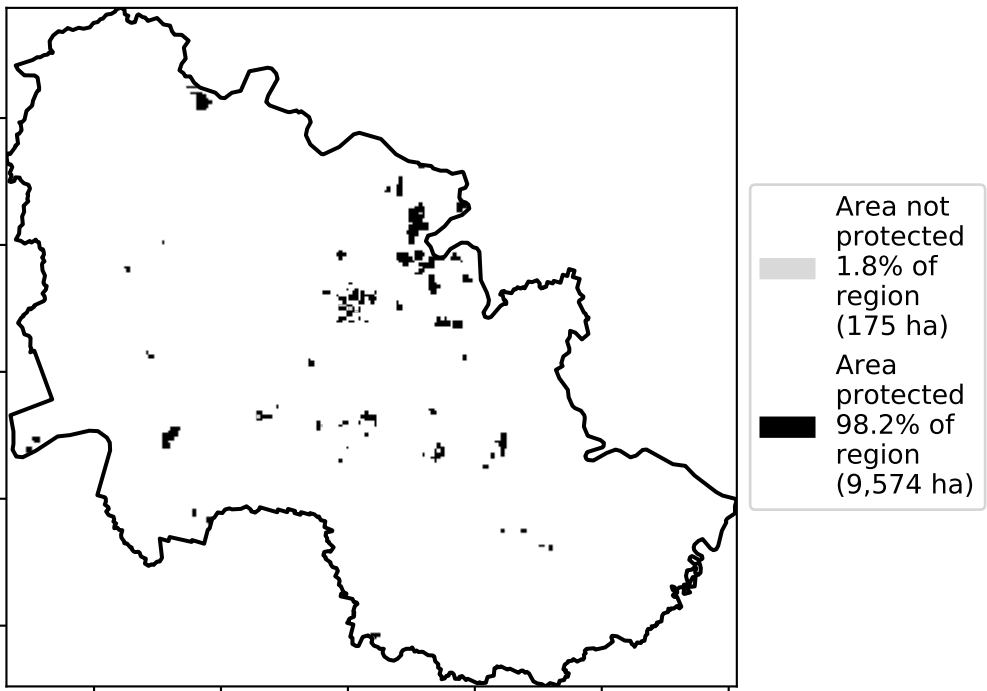 Area not
protected
1.8% of
region
(175 ha)
Area
protected
98.2% of
region
(9,574 ha)